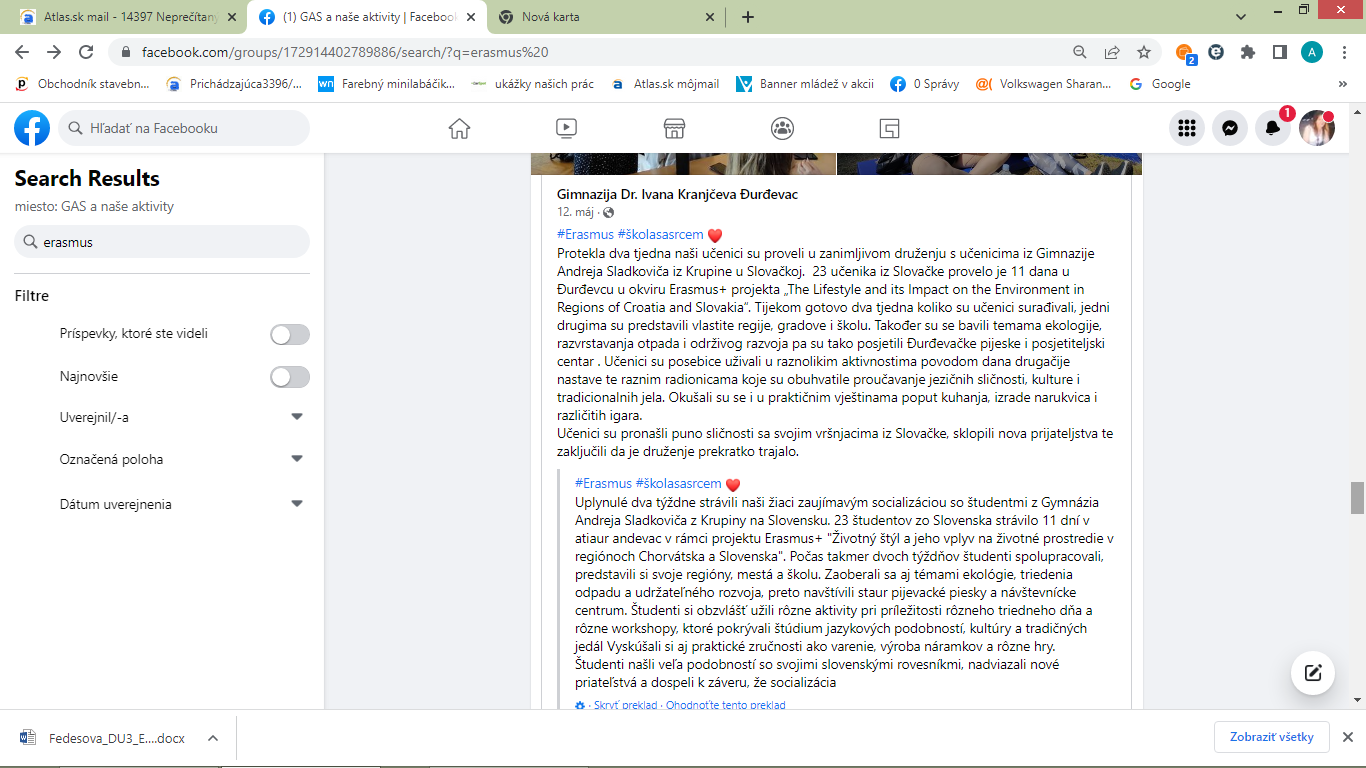 Atlas.sk mail - 14397 Neprečítaný
(1) GAS a naše aktivity | Facebook
Nová karta
facebook.com/groups/172914402789886/search/?q=erasmus%20
2
A
Obchodník stavebn...
Prichádzajúca3396/...
wn
Farebný minilabáčik...
ukážky našich prác
Atlas.sk môjmail
Banner mládež v akcii
0 Správy
Volkswagen Sharan...
Google
»
Hľadať na Facebooku
1
Search Results
miesto: GAS a naše aktivity
erasmus
Filtre
Príspevky, ktoré ste videli
Najnovšie
Uverejnil/-a
Označená poloha
Dátum uverejnenia
Gimnazija Dr. Ivana Kranjčeva Đurđevac
12. máj ·
#Erasmus #školasasrcem ❤️
Protekla dva tjedna naši učenici su proveli u zanimljivom druženju s učenicima iz Gimnazije
Andreja Sladkoviča iz Krupine u Slovačkoj. 23 učenika iz Slovačke provelo je 11 dana u
Đurđevcu u okviru Erasmus+ projekta „The Lifestyle and its Impact on the Environment in
Regions of Croatia and Slovakia“. Tijekom gotovo dva tjedna koliko su učenici surađivali, jedni
drugima su predstavili vlastite regije, gradove i školu. Također su se bavili temama ekologije,
razvrstavanja otpada i održivog razvoja pa su tako posjetili Đurđevačke pijeske i posjetiteljski
centar . Učenici su posebice uživali u raznolikim aktivnostima povodom dana drugačije
nastave te raznim radionicama koje su obuhvatile proučavanje jezičnih sličnosti, kulture i
tradicionalnih jela. Okušali su se i u praktičnim vještinama poput kuhanja, izrade narukvica i
različitih igara.
Učenici su pronašli puno sličnosti sa svojim vršnjacima iz Slovačke, sklopili nova prijateljstva te
zaključili da je druženje prekratko trajalo.
#Erasmus #školasasrcem ❤️
Uplynulé dva týždne strávili naši žiaci zaujímavým socializáciou so študentmi z Gymnázia
Andreja Sladkoviča z Krupiny na Slovensku. 23 študentov zo Slovenska strávilo 11 dní v
atiaur andevac v rámci projektu Erasmus+ "Životný štýl a jeho vplyv na životné prostredie v
regiónoch Chorvátska a Slovenska". Počas takmer dvoch týždňov študenti spolupracovali,
predstavili si svoje regióny, mestá a školu. Zaoberali sa aj témami ekológie, triedenia
odpadu a udržateľného rozvoja, preto navštívili staur pijevacké piesky a návštevnícke
centrum. Študenti si obzvlášť užili rôzne aktivity pri príležitosti rôzneho triedneho dňa a
rôzne workshopy, ktoré pokrývali štúdium jazykových podobností, kultúry a tradičných
jedál Vyskúšali si aj praktické zručnosti ako varenie, výroba náramkov a rôzne hry.
Študenti našli veľa podobností so svojimi slovenskými rovesníkmi, nadviazali nové
priateľstvá a dospeli k záveru, že socializácia
· Skryť preklad · Ohodnoťte tento preklad
Fedesova_DU3_E....docx
Zobraziť všetky